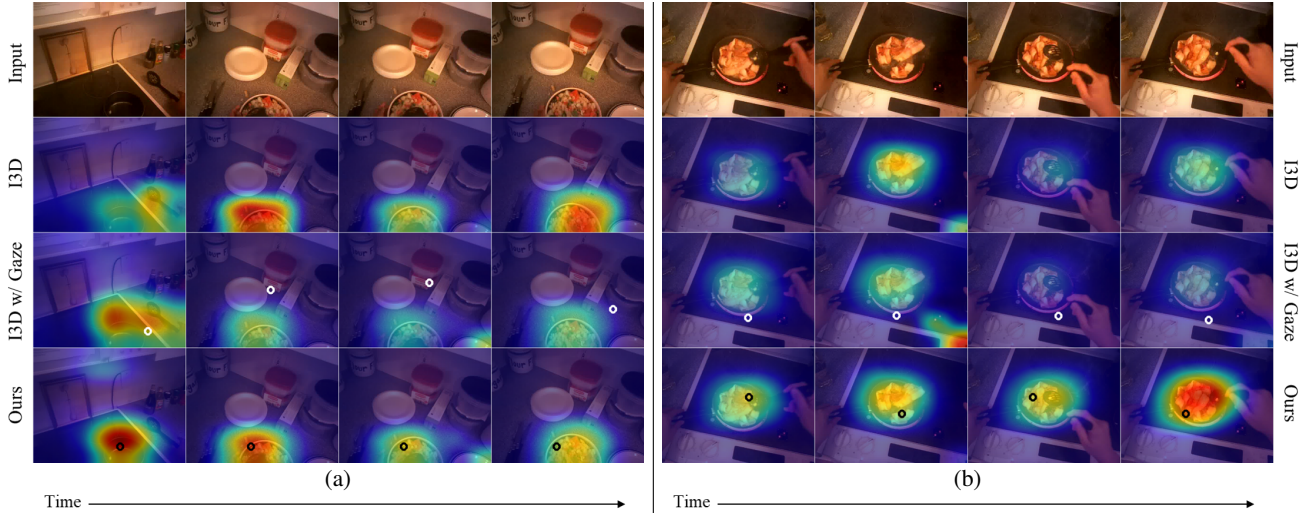 Input
I3D
I3D w/ Gaze
Ours
(a)
Time
Input
I3D
I3D w/ Gaze
Ours
(b)
Time